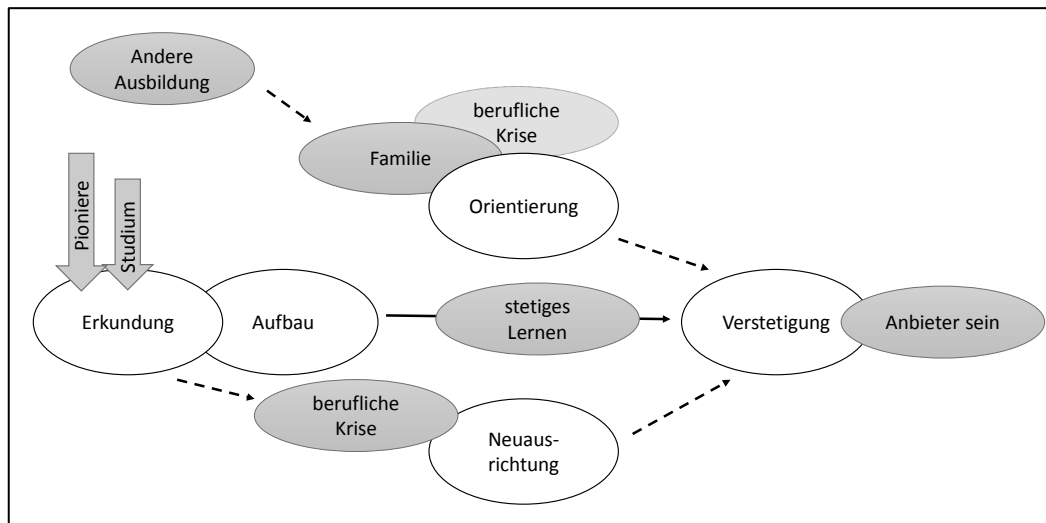 Andere
Ausbildung
berufliche
Krise
Familie
Orientierung
Pioniere
Studium
Erkundung
Aufbau
stetiges
Lernen
Verstetigung
Anbieter sein
berufliche
Krise
Neuaus-
richtung